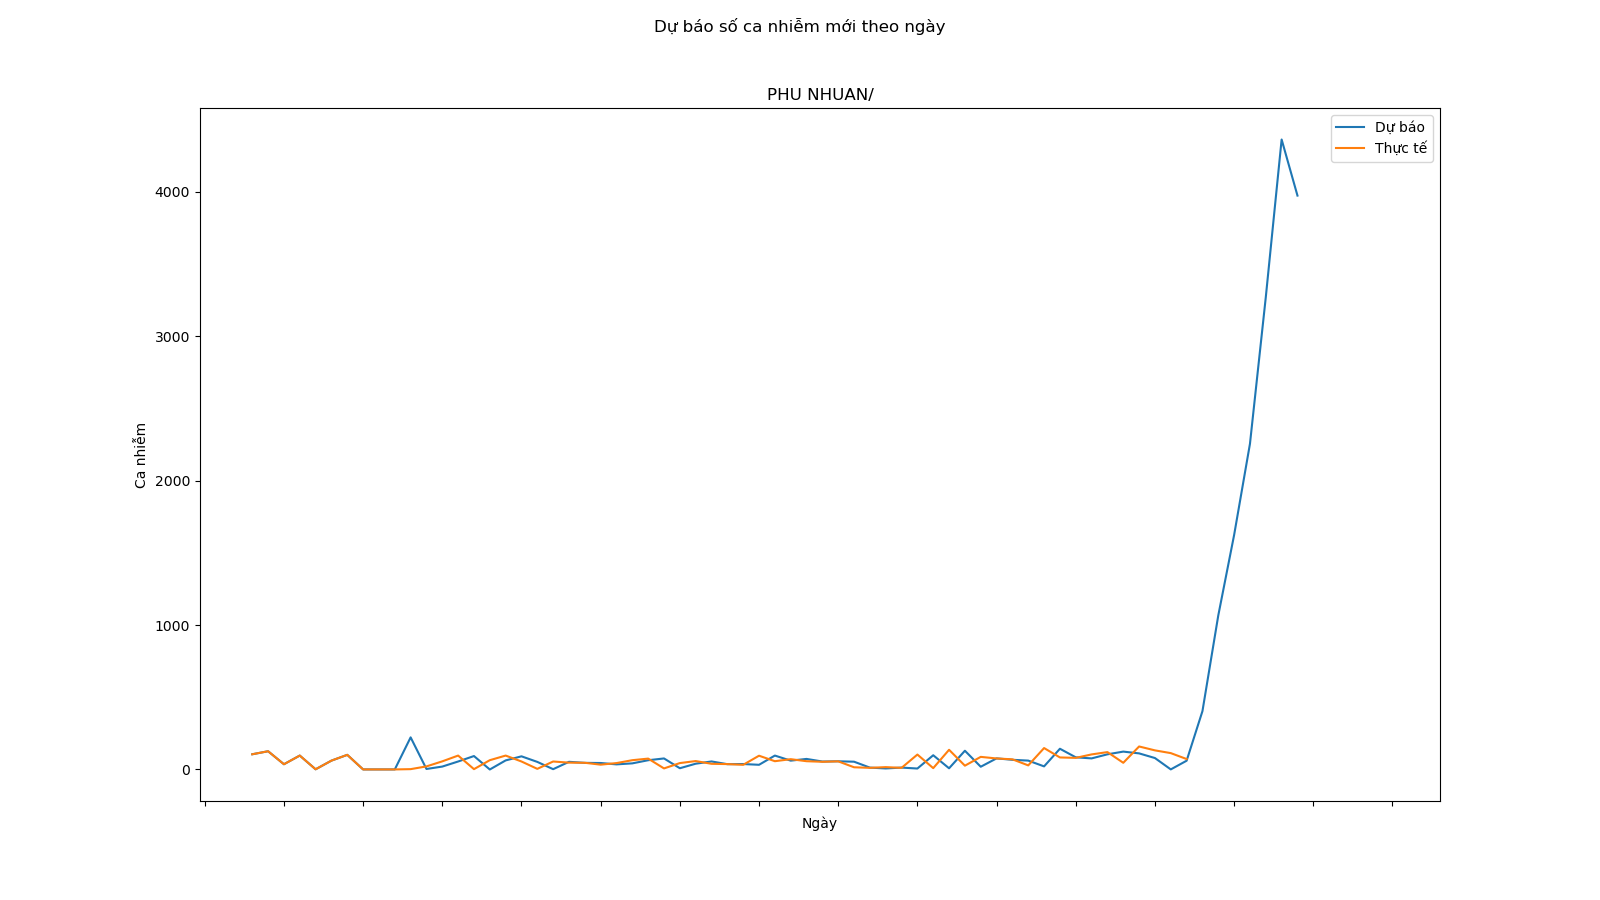 Dự báo số ca nhiễm mới theo ngày
PHU NHUAN/
Dự báo
Thực tế
4000
3000
2000
1000
0
Ca nhiễm
Ngày